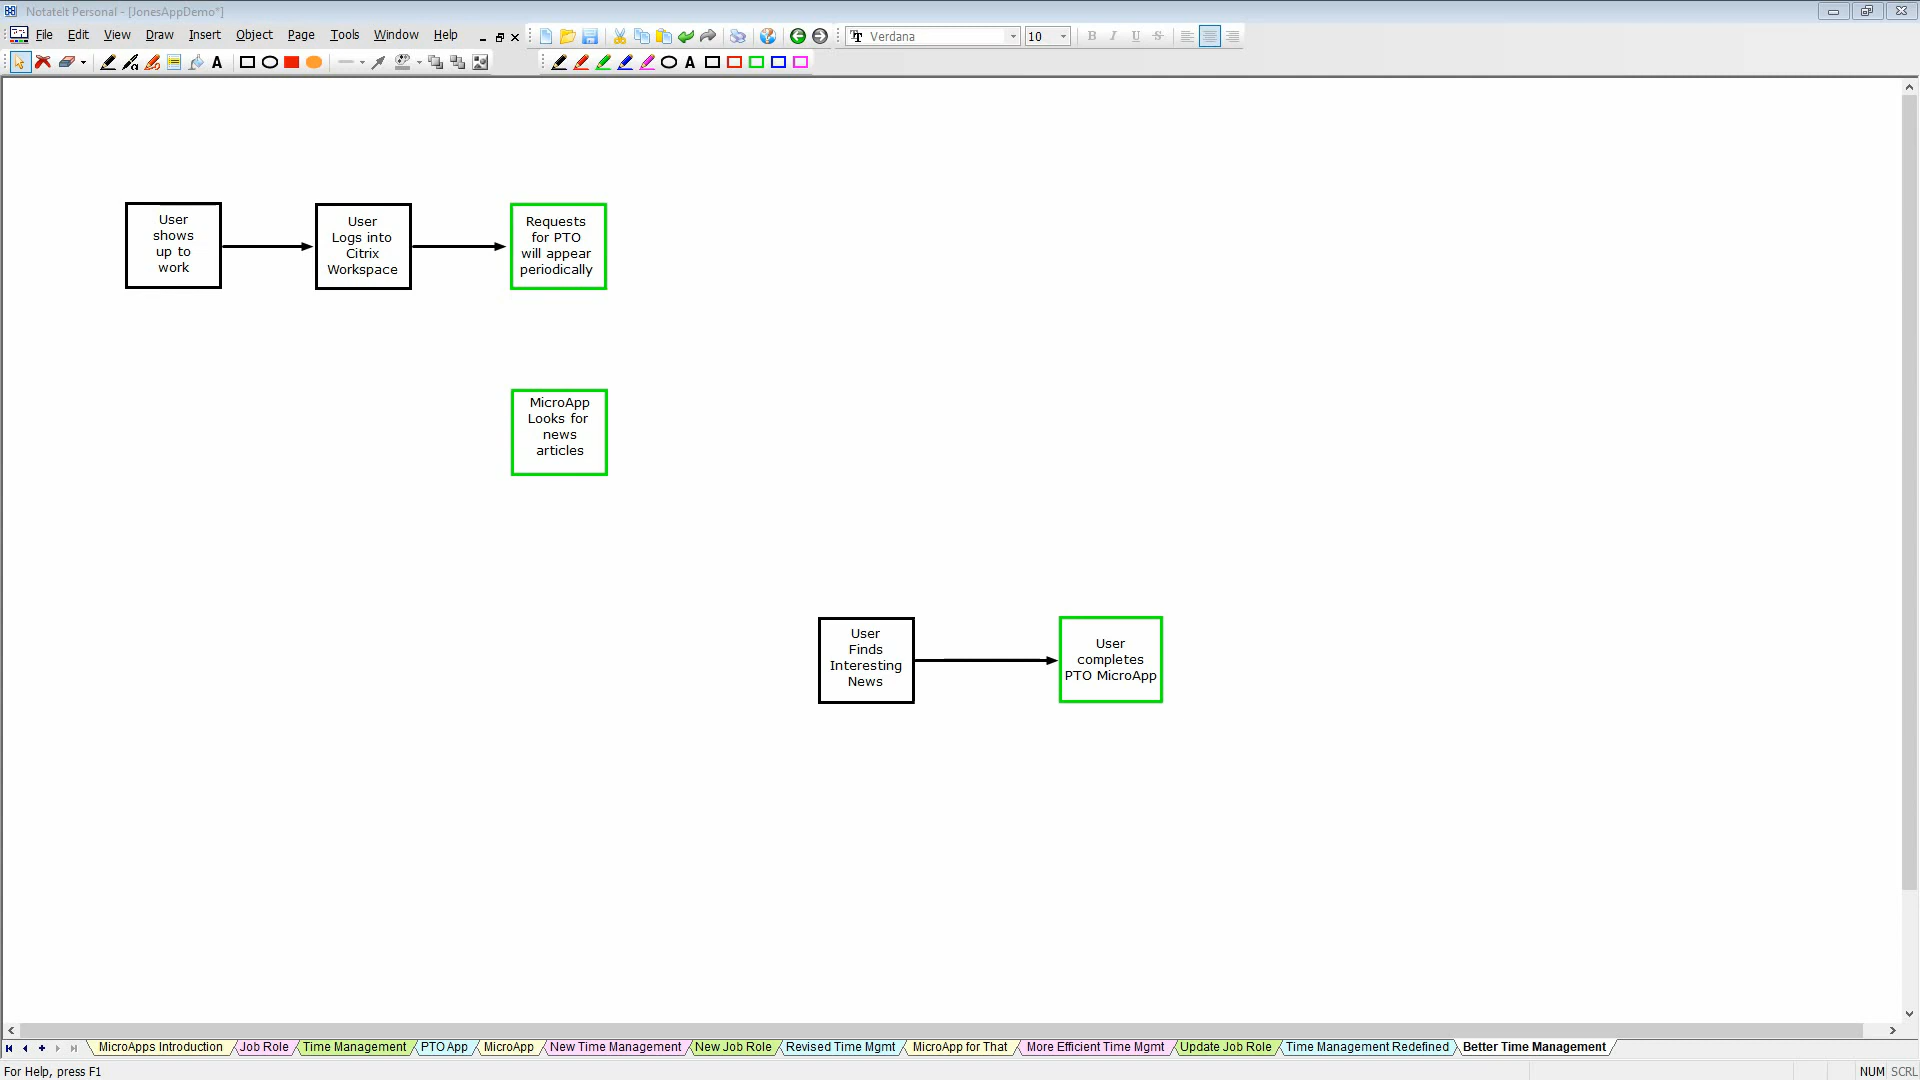 NotateIt Personal - [JonesAppDemo*]
File Edit View Draw Insert Object Page Tools Window Help
Verdana 10 B I U S
User
shows
up to
work
User
Logs into
Citrix
Workspace
Requests
for PTO
will appear
periodically
MicroApp
Looks for
news
articles
User
Finds
Interesting
News
User
completes
PTO MicroApp
MicroApps Introduction Job Role Time Management PTO App MicroApp New Time Management New Job Role Revised Time Mgmt MicroApp for That More Efficient Time Mgmt Update Job Role Time Management Redefined Better Time Management
For Help, press F1 NUM SCRL